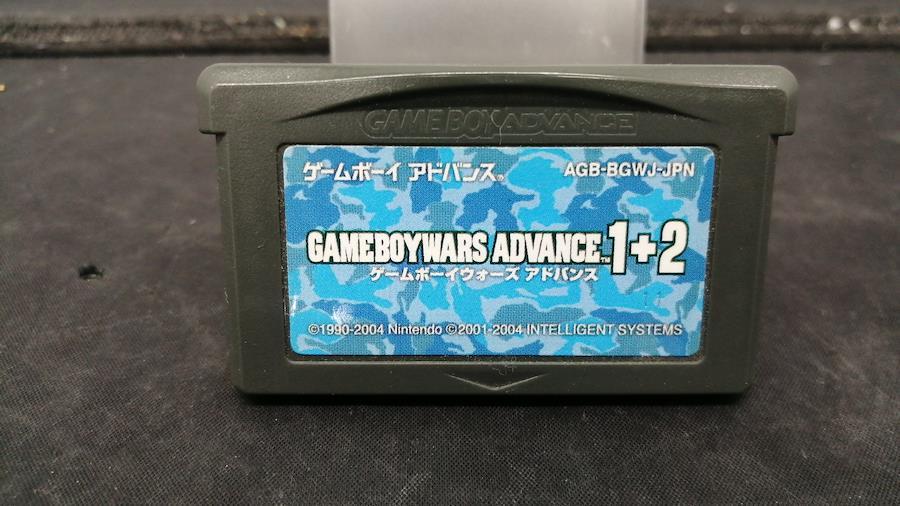 GAME BOY ADVANCE
ゲームボーイ アドバンス®
AGB-BGWJ-JPN
GAMEBOYWARS ADVANCE™1+2
ゲームボーイウォーズ アドバンス
©1990-2004 Nintendo ©2001-2004 INTELLIGENT SYSTEMS